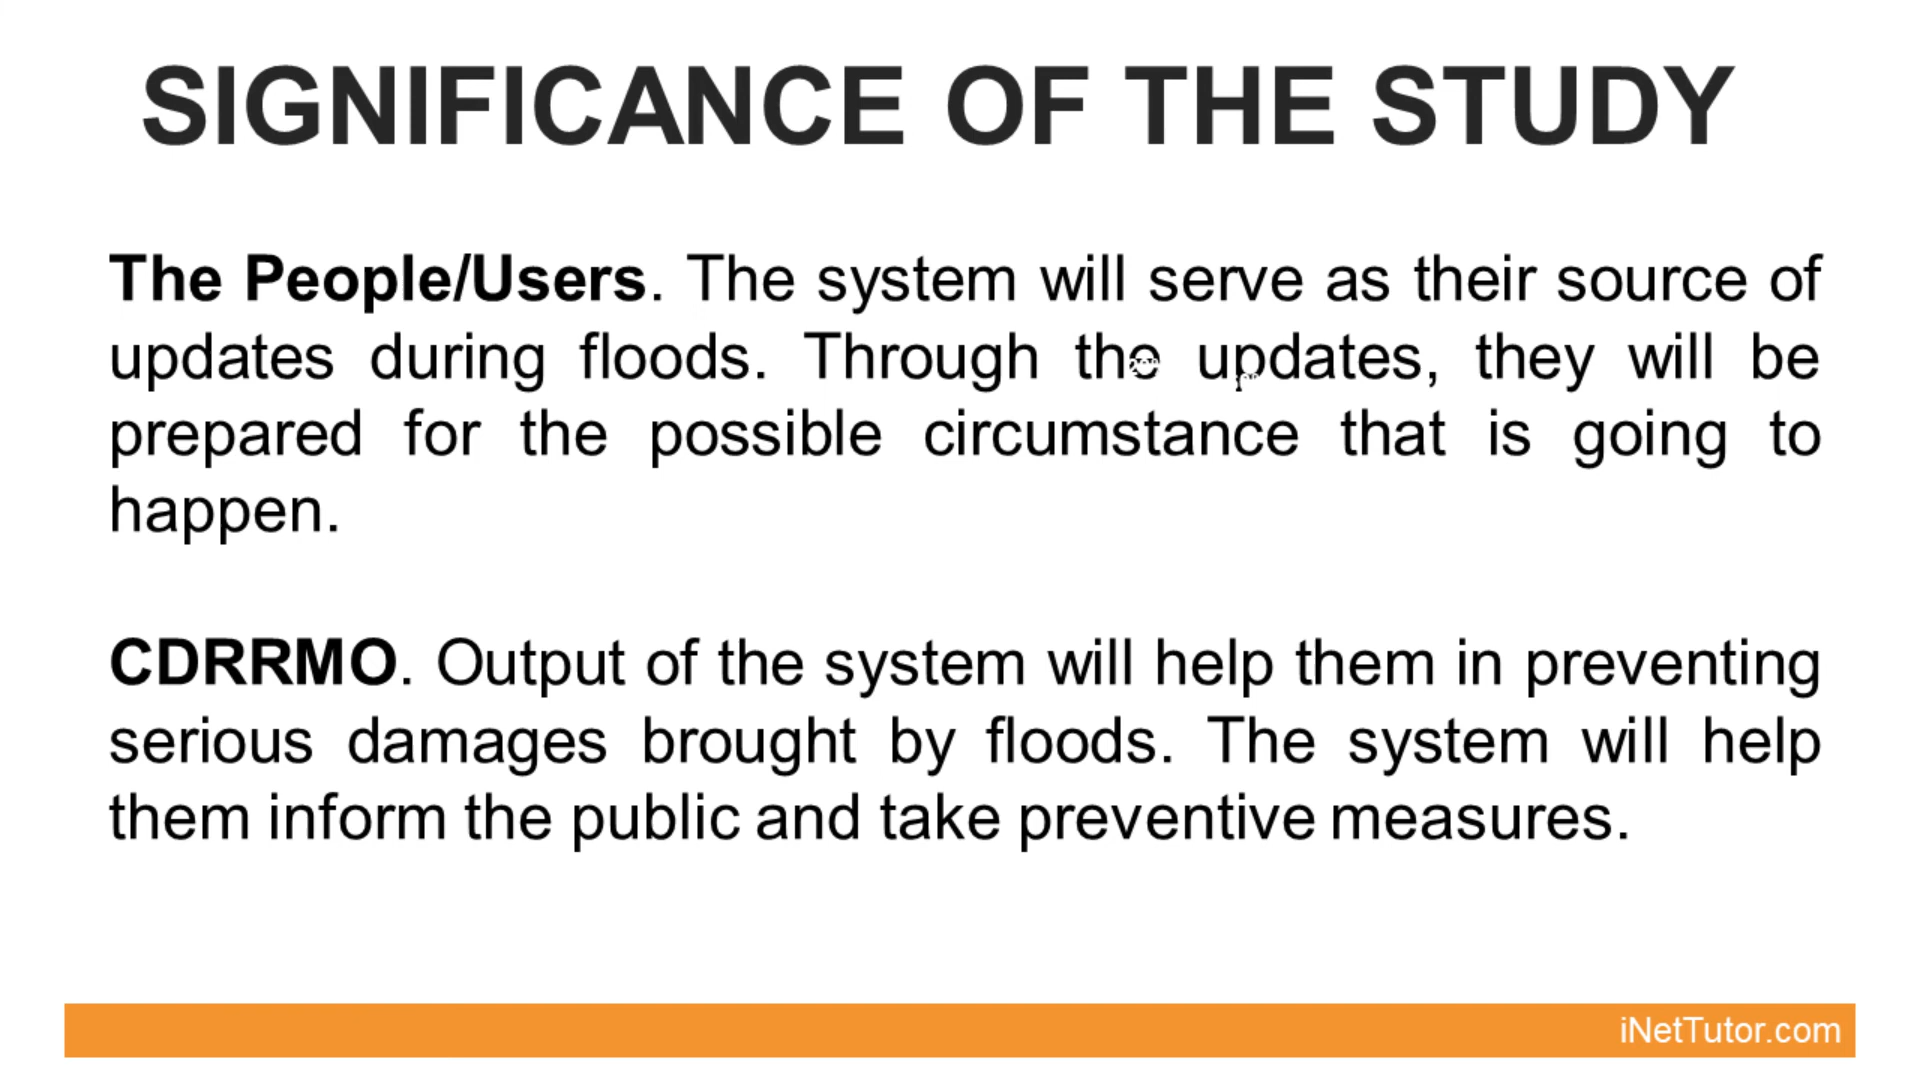 SIGNIFICANCE OF THE STUDY
The People/Users. The system will serve as their source of
updates during floods. Through the updates, they will be
prepared for the possible circumstance that is going to
happen.
CDRRMO. Output of the system will help them in preventing
serious damages brought by floods. The system will help
them inform the public and take preventive measures.
iNetTutor.com